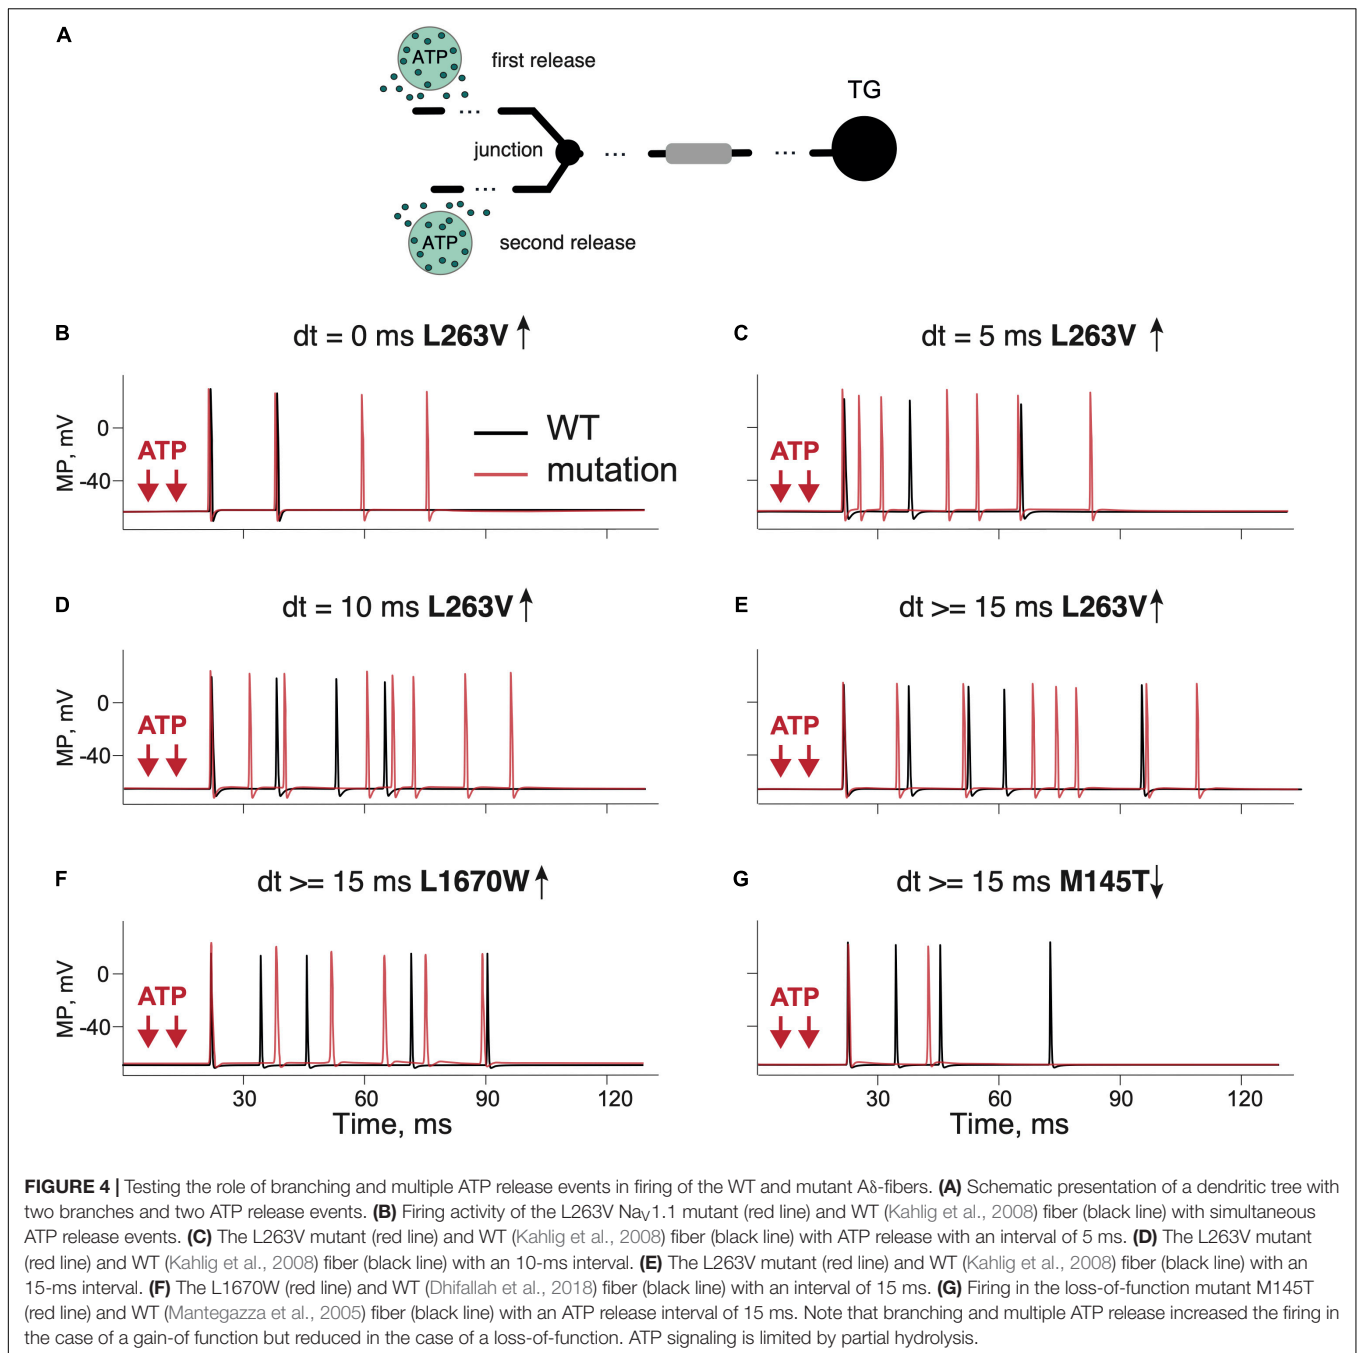 A
ATP
first release
TG
junction
ATP
second release
B
dt = 0 ms L263V ↑
C
dt = 5 ms L263V ↑
MP, mV
0
-40
ATP
WT
mutation
ATP
D
dt = 10 ms L263V ↑
E
dt >= 15 ms L263V ↑
MP, mV
0
-40
ATP
ATP
F
dt >= 15 ms L1670W ↑
G
dt >= 15 ms M145T ↓
MP, mV
0
-40
ATP
ATP
30 60 90 120
Time, ms
30 60 90 120
Time, ms
FIGURE 4 | Testing the role of branching and multiple ATP release events in firing of the WT and mutant Aδ-fibers. (A) Schematic presentation of a dendritic tree with
two branches and two ATP release events. (B) Firing activity of the L263V NaV1.1 mutant (red line) and WT (Kahlig et al., 2008) fiber (black line) with simultaneous
ATP release events. (C) The L263V mutant (red line) and WT (Kahlig et al., 2008) fiber (black line) with ATP release with an interval of 5 ms. (D) The L263V mutant
(red line) and WT (Kahlig et al., 2008) fiber (black line) with an 10-ms interval. (E) The L263V mutant (red line) and WT (Kahlig et al., 2008) fiber (black line) with an
15-ms interval. (F) The L1670W (red line) and WT (Dhifallah et al., 2018) fiber (black line) with an interval of 15 ms. (G) Firing in the loss-of-function mutant M145T
(red line) and WT (Mantegazza et al., 2005) fiber (black line) with an ATP release interval of 15 ms. Note that branching and multiple ATP release increased the firing in
the case of a gain-of function but reduced in the case of a loss-of-function. ATP signaling is limited by partial hydrolysis.